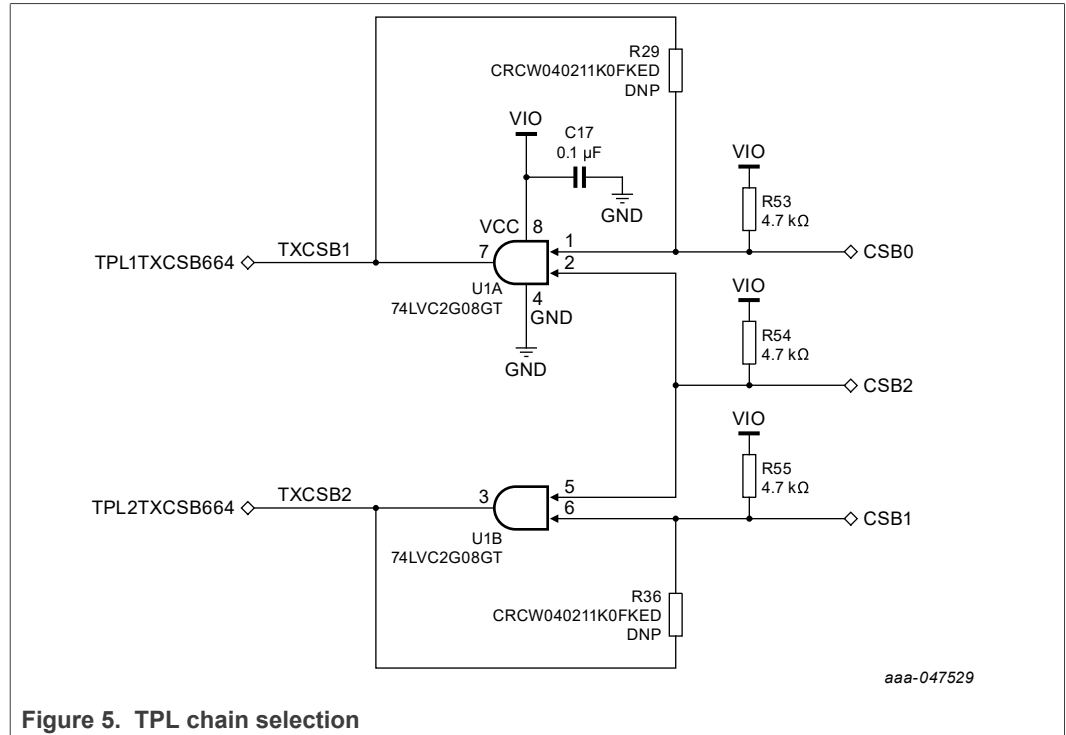 R29
CRCW040211K0FKED
DNP
VIO
C17
0.1 µF
GND
VIO
R53
4.7 kΩ
VCC 8
1
CSB0
TPL1TXCSB664
TXCSB1
7
2
U1A
74LVC2G08GT
4
GND
GND
VIO
R54
4.7 kΩ
CSB2
VIO
R55
4.7 kΩ
TPL2TXCSB664
TXCSB2
3
5
6
CSB1
U1B
74LVC2G08GT
R36
CRCW040211K0FKED
DNP
aaa-047529
Figure 5. TPL chain selection